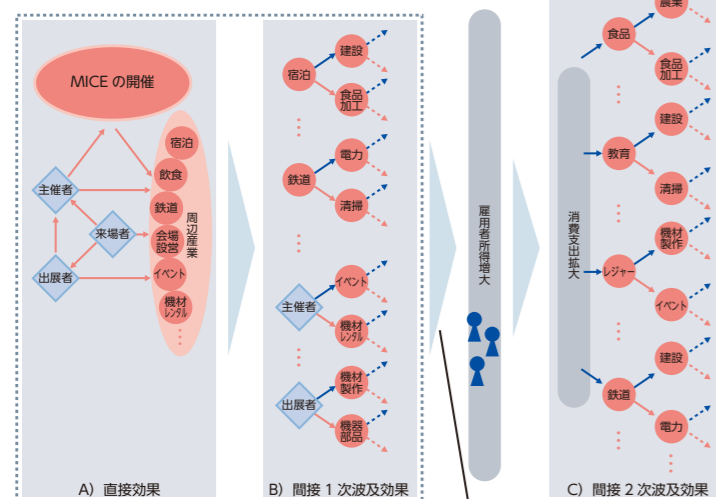 MICE の開催
宿泊
飲食
主催者
鉄道
来場者
会場
設営
周辺産業
出展者
イベント
機材
レンタル
A）直接効果
建設
宿泊
食品
加工
電力
鉄道
清掃
イベント
主催者
機材
レンタル
機材
製作
出展者
機器
部品
B）間接 1 次波及効果
雇用者所得増大
消費支出拡大
農業
食品
食品
加工
建設
教育
清掃
機材
製作
レジャー
イベント
建設
鉄道
電力
C）間接 2 次波及効果